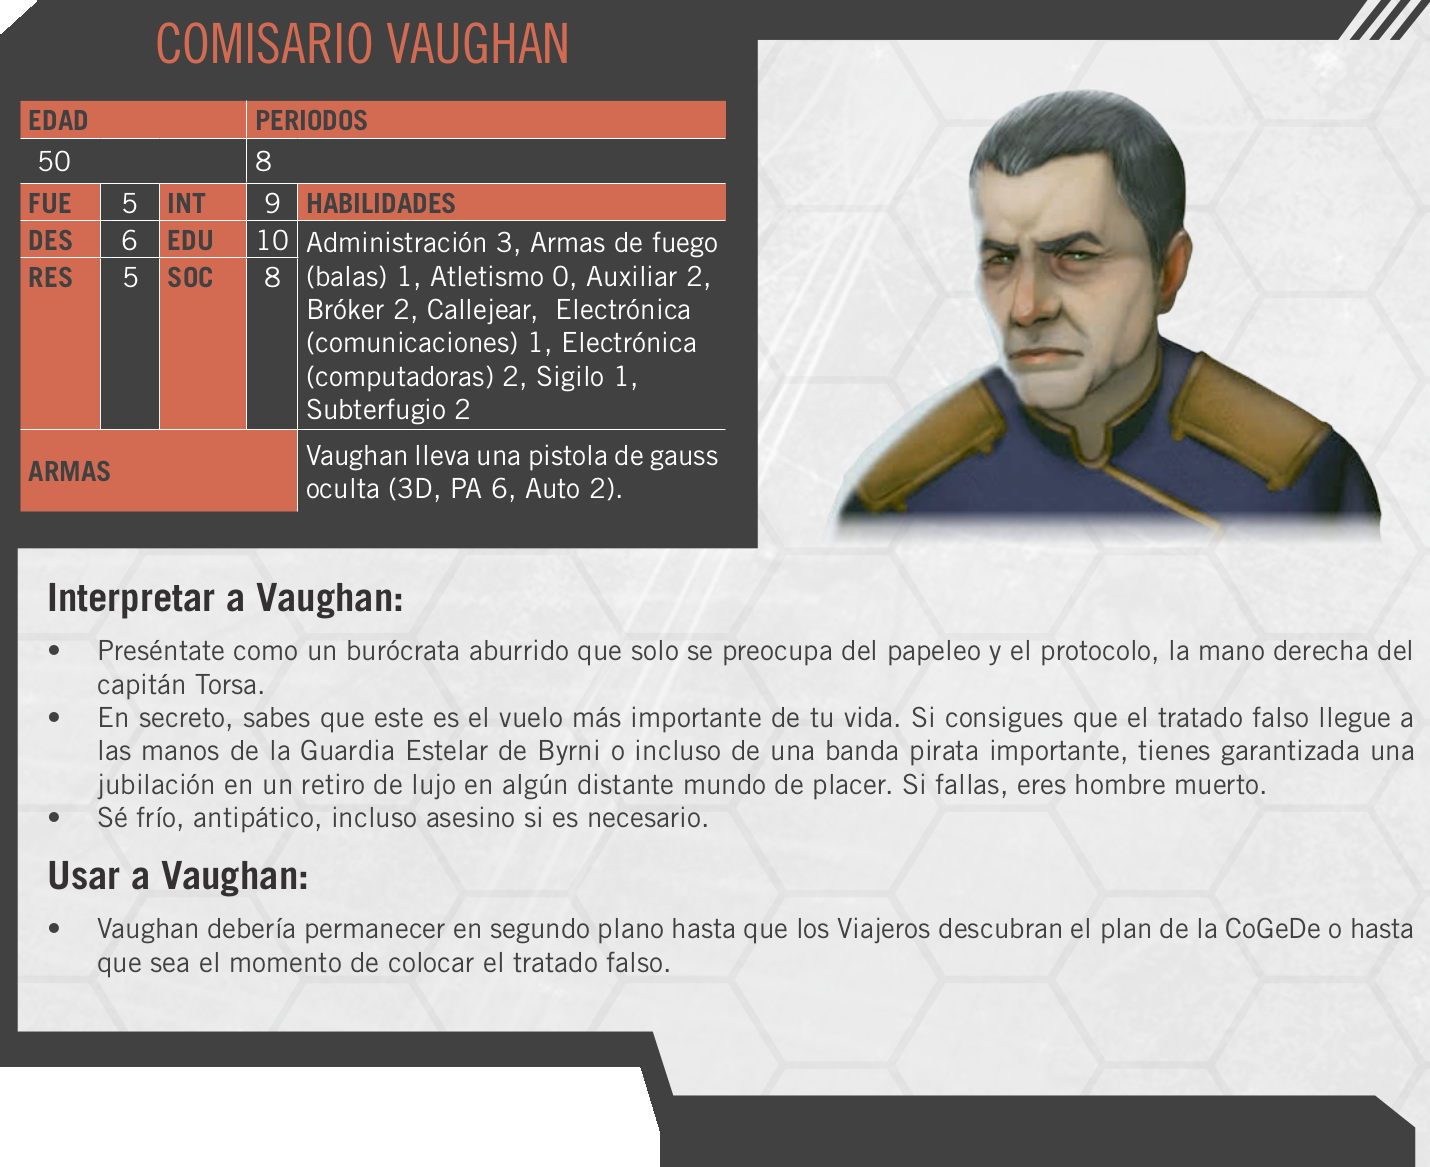 COMISARIO VAUGHAN
EDAD PERIODOS
50 8
FUE 5 INT 9 HABILIDADES
DES 6 EDU 10 Administración 3, Armas de fuego
RES 5 SOC 8 (balas) 1, Atletismo 0, Auxiliar 2,
Bróker 2, Callejear, Electrónica
(comunicaciones) 1, Electrónica
(computadoras) 2, Sigilo 1,
Subterfugio 2
ARMAS Vaughan lleva una pistola de gauss
oculta (3D, PA 6, Auto 2).
Interpretar a Vaughan:
• Preséntate como un burócrata aburrido que solo se preocupa del papeleo y el protocolo, la mano derecha del
capitán Torsa.
• En secreto, sabes que este es el vuelo más importante de tu vida. Si consigues que el tratado falso llegue a
las manos de la Guardia Estelar de Byrni o incluso de una banda pirata importante, tienes garantizada una
jubilación en un retiro de lujo en algún distante mundo de placer. Si fallas, eres hombre muerto.
• Sé frío, antipático, incluso asesino si es necesario.
Usar a Vaughan:
• Vaughan debería permanecer en segundo plano hasta que los Viajeros descubran el plan de la CoGeDe o hasta
que sea el momento de colocar el tratado falso.